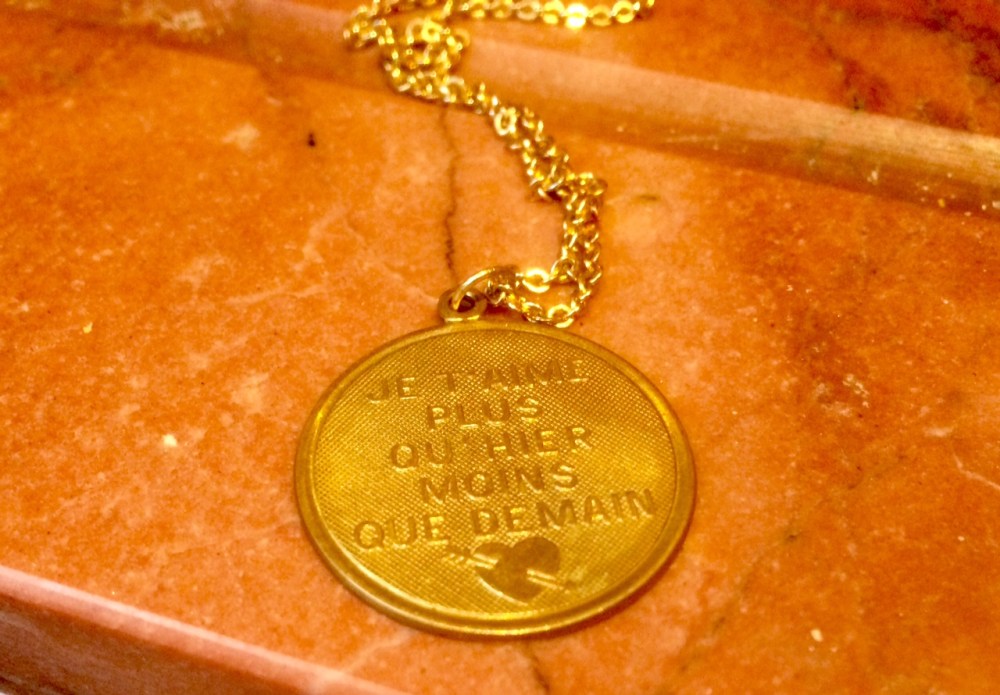 JE T'AIME
PLUS
QU'HIER
MOINS
QUE DEMAIN